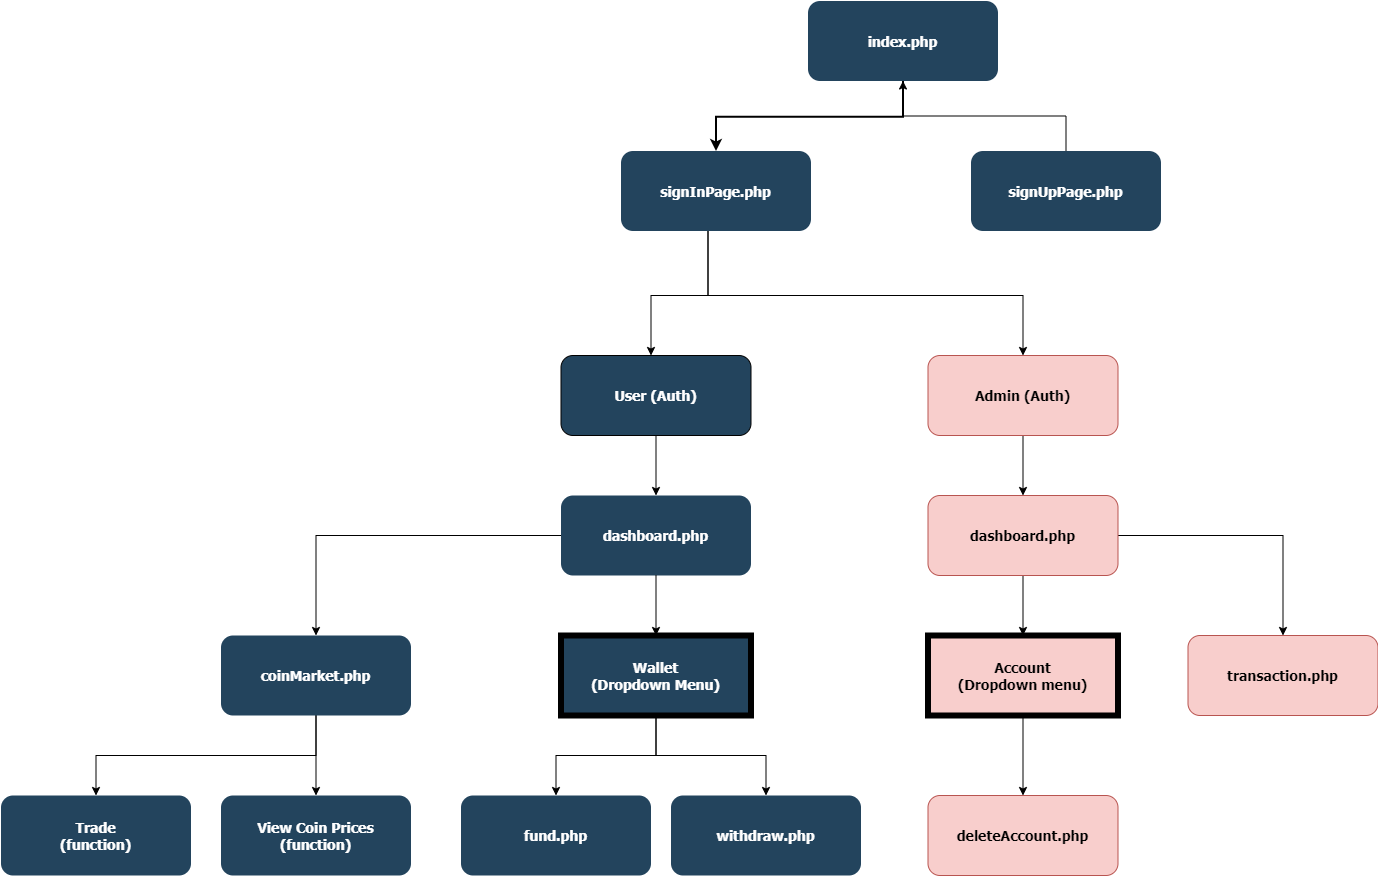 index.php
signInPage.php
signUpPage.php
User (Auth)
Admin (Auth)
dashboard.php
dashboard.php
coinMarket.php
Wallet
(Dropdown Menu)
Account
(Dropdown menu)
transaction.php
Trade
(function)
View Coin Prices
(function)
fund.php
withdraw.php
deleteAccount.php